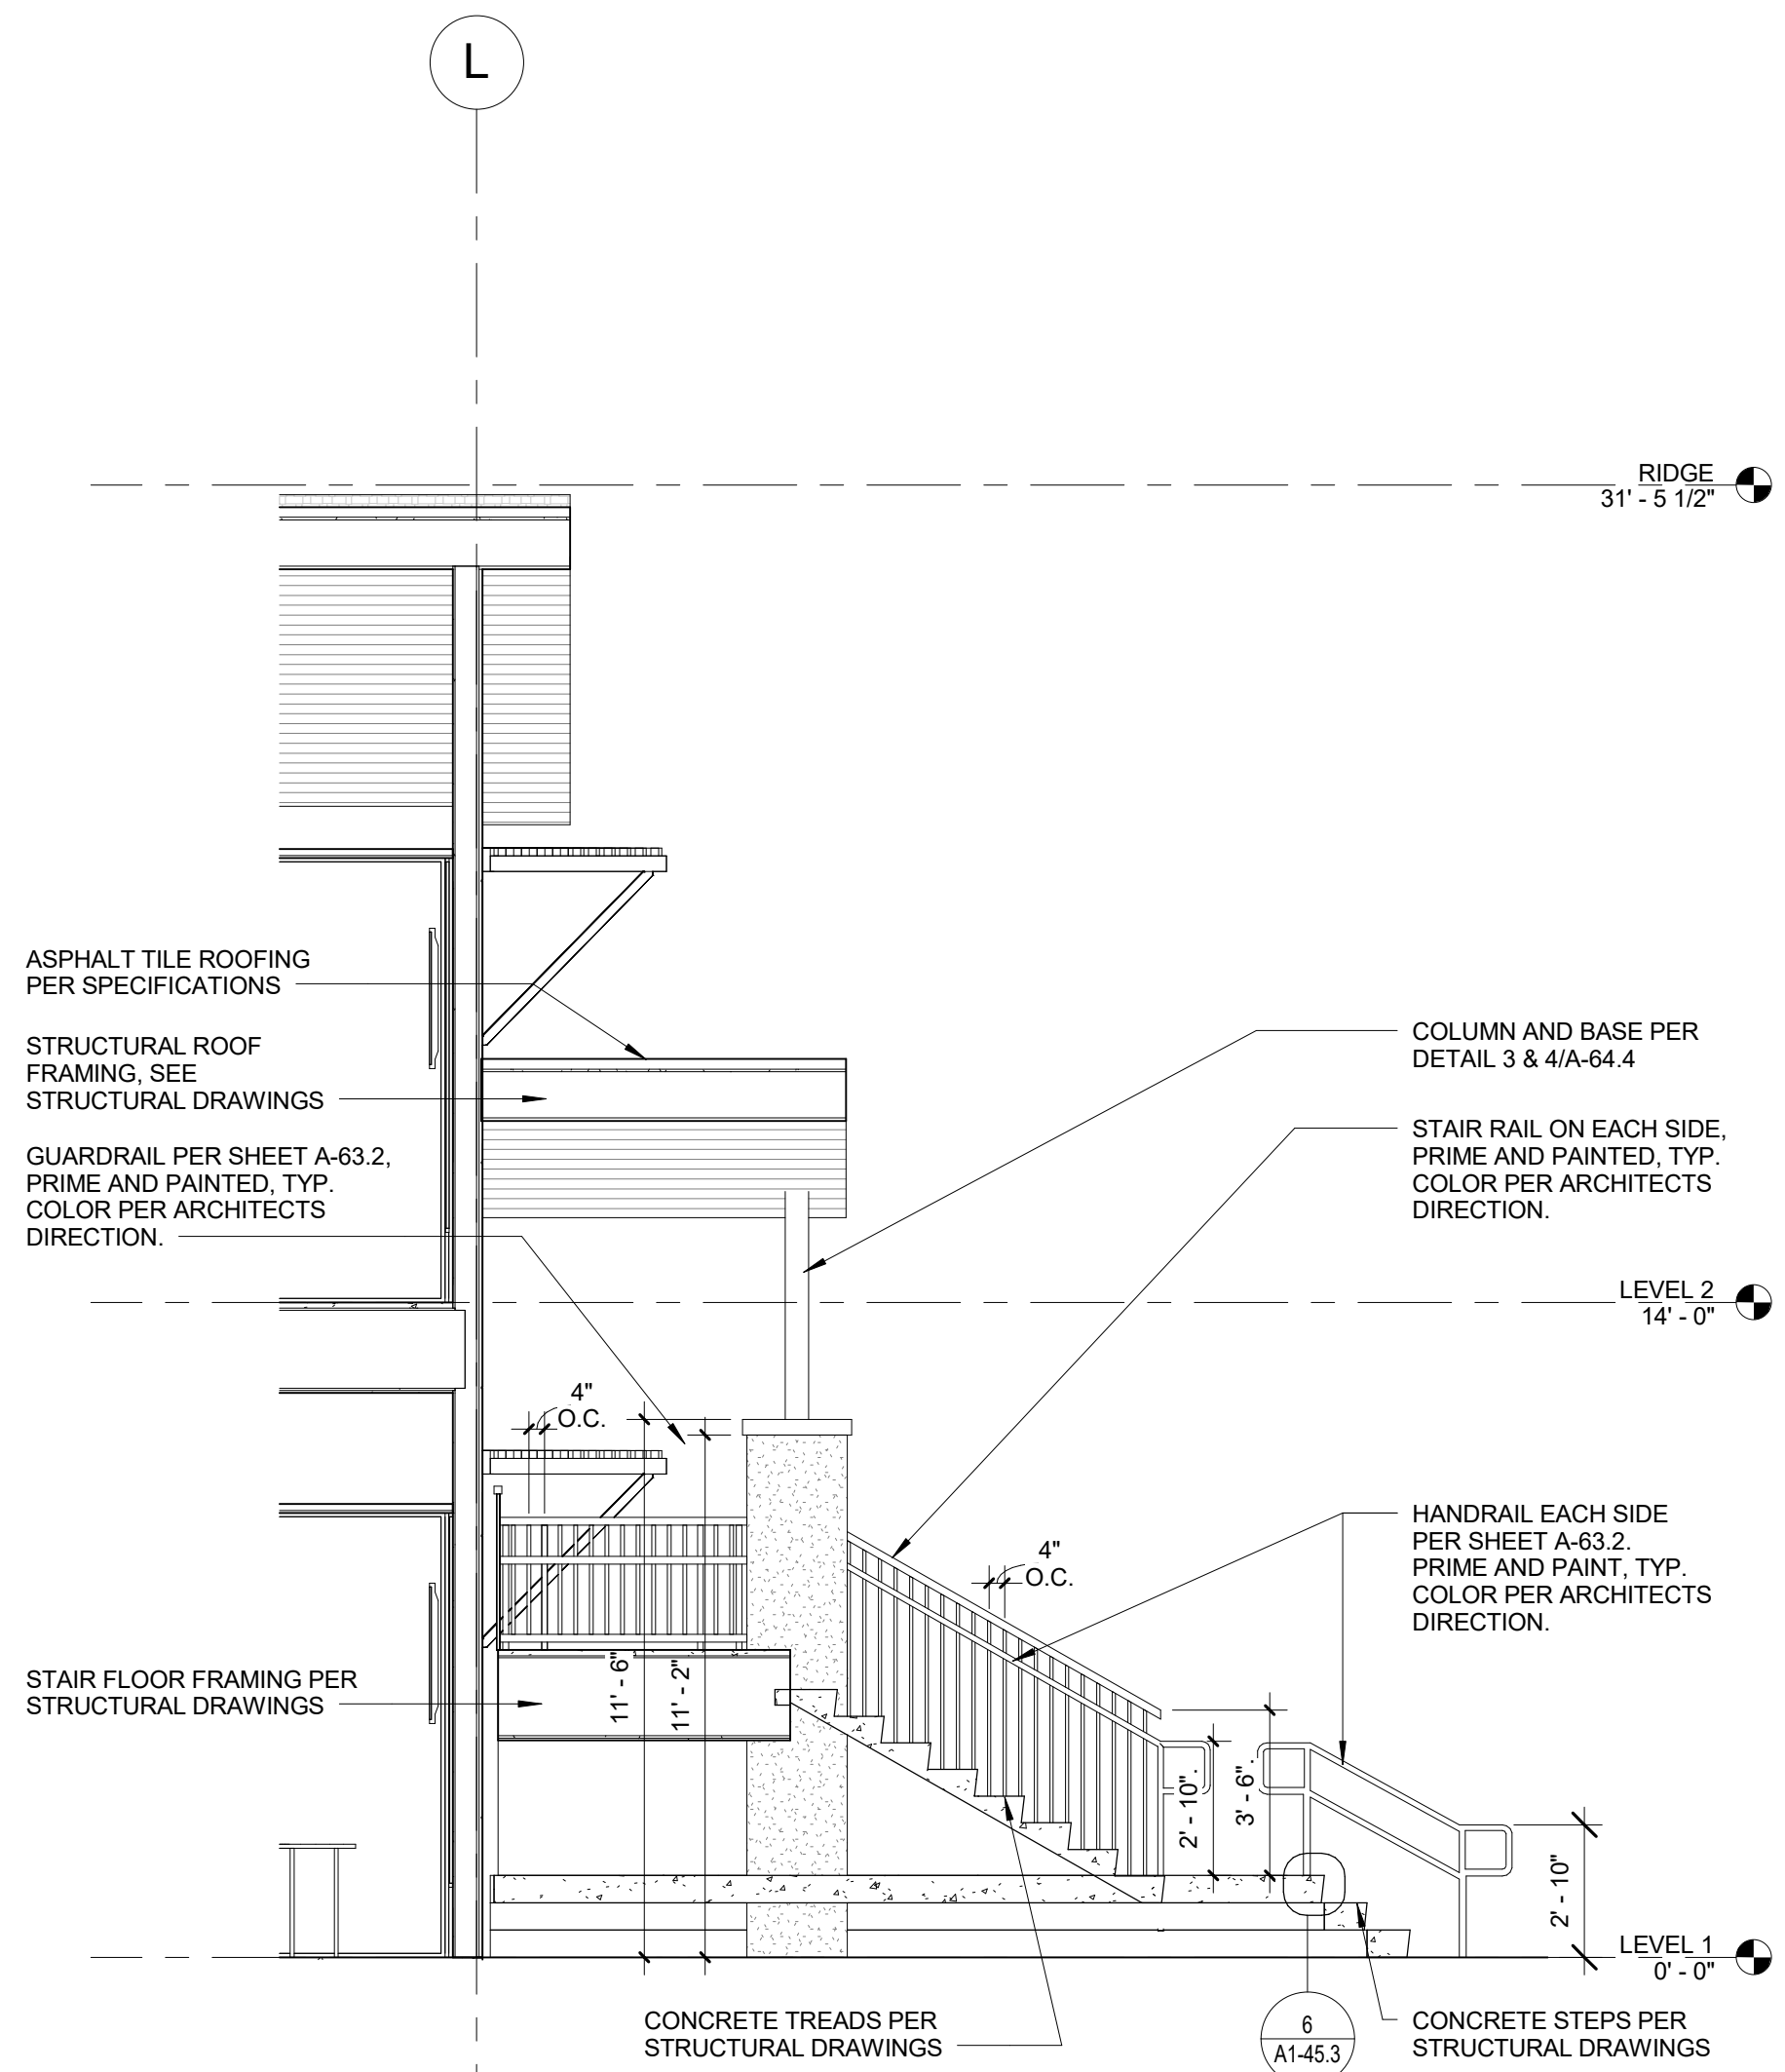 L
RIDGE
31' - 5 1/2"
ASPHALT TILE ROOFING
PER SPECIFICATIONS
STRUCTURAL ROOF
FRAMING, SEE
STRUCTURAL DRAWINGS
GUARDRAIL PER SHEET A-63.2,
PRIME AND PAINTED, TYP.
COLOR PER ARCHITECTS
DIRECTION.
COLUMN AND BASE PER
DETAIL 3 & 4/A-64.4
STAIR RAIL ON EACH SIDE,
PRIME AND PAINTED, TYP.
COLOR PER ARCHITECTS
DIRECTION.
LEVEL 2
14' - 0"
4"
O.C.
4"
O.C.
HANDRAIL EACH SIDE
PER SHEET A-63.2.
PRIME AND PAINT, TYP.
COLOR PER ARCHITECTS
DIRECTION.
STAIR FLOOR FRAMING PER
STRUCTURAL DRAWINGS
11' - 6"
11' - 2"
2' - 10".
3' - 6".
2' - 10"
LEVEL 1
0' - 0"
CONCRETE TREADS PER
STRUCTURAL DRAWINGS
6
A1-45.3
CONCRETE STEPS PER
STRUCTURAL DRAWINGS